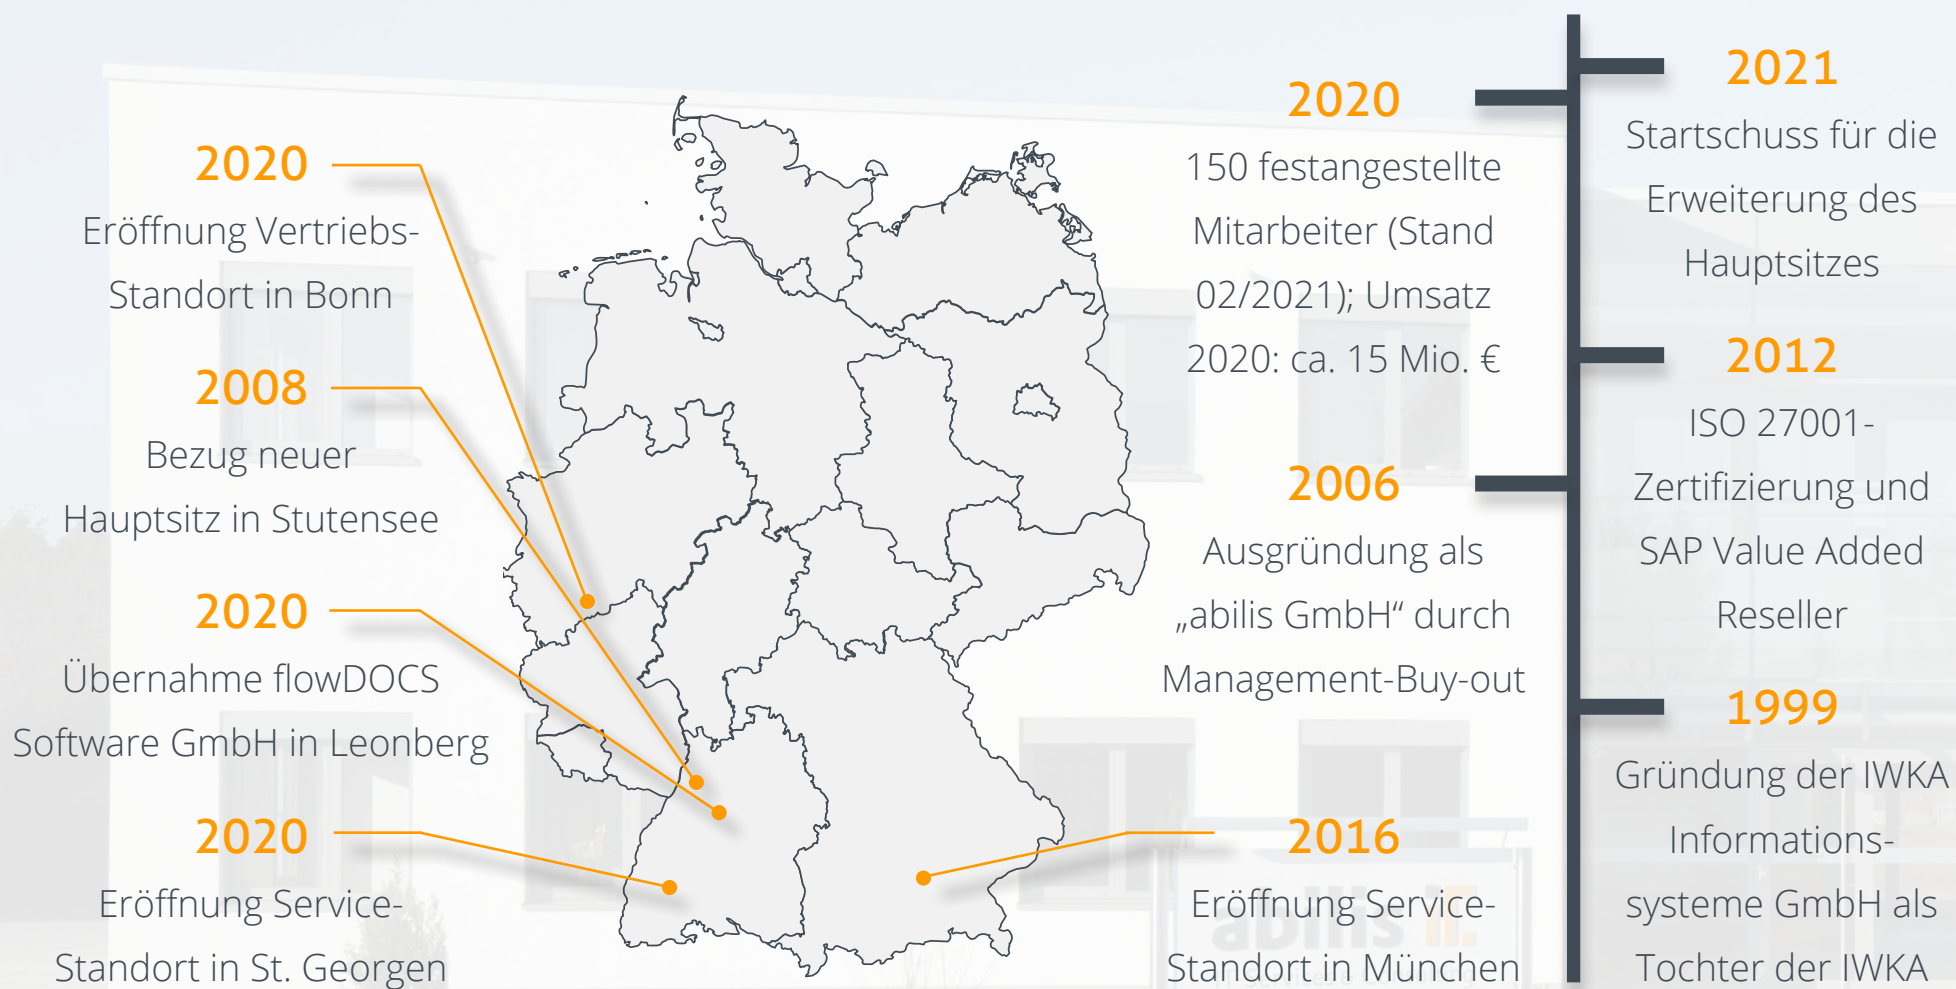 2020
Eröffnung Vertriebs-
Standort in Bonn
2008
Bezug neuer
Hauptsitz in Stutensee
2020
Übernahme flowDOCS
Software GmbH in Leonberg
2020
Eröffnung Service-
Standort in St. Georgen
2020
150 festangestellte
Mitarbeiter (Stand
02/2021); Umsatz
2020: ca. 15 Mio. €
2006
Ausgründung als
„abilis GmbH“ durch
Management-Buy-out
2016
Eröffnung Service-
Standort in München
abilis
2021
Startschuss für die
Erweiterung des
Hauptsitzes
2012
ISO 27001-
Zertifizierung und
SAP Value Added
Reseller
1999
Gründung der IWKA
Informations-
systeme GmbH als
Tochter der IWKA